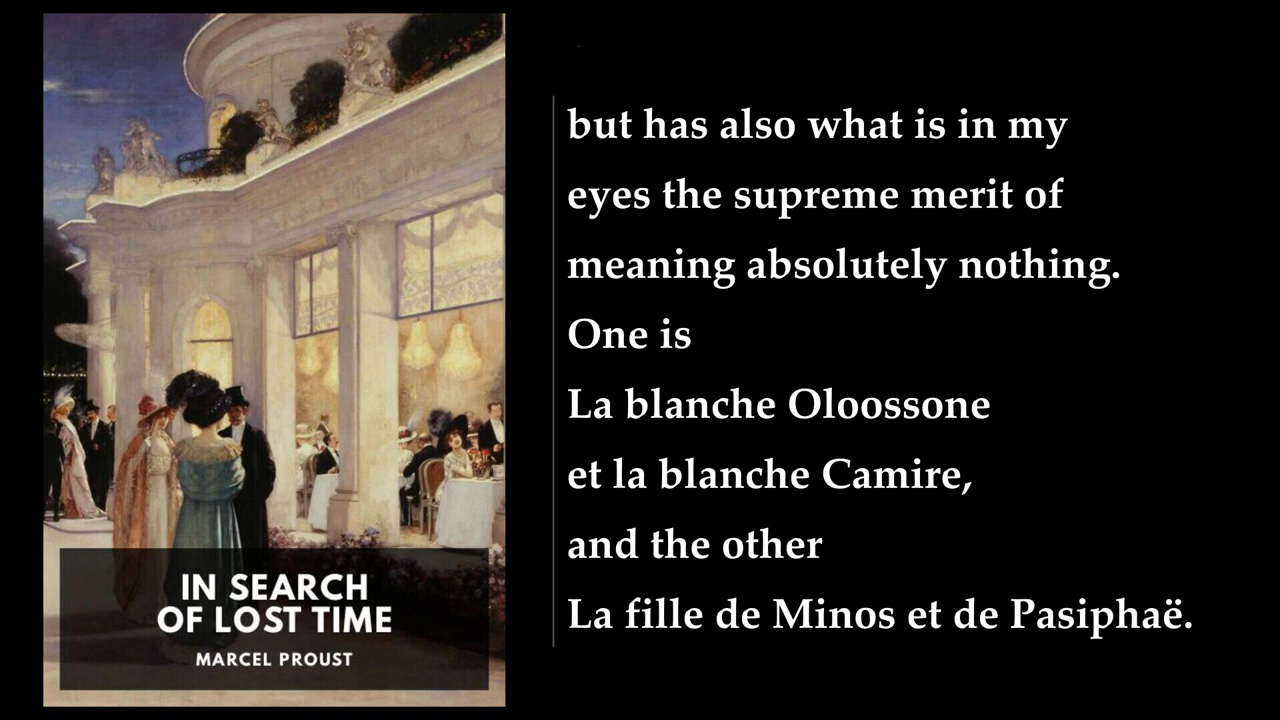 IN SEARCH
OF LOST TIME
MARCEL PROUST
but has also what is in my
eyes the supreme merit of
meaning absolutely nothing.
One is
La blanche Oloossone
et la blanche Camire,
and the other
La fille de Minos et de Pasiphaë.